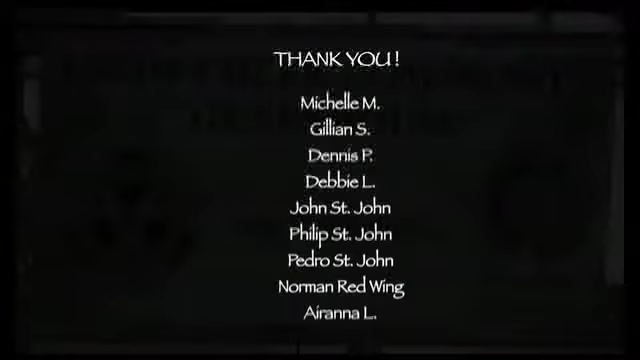 THANK YOU !
Michelle M.
Gillian S.
Dennis P.
Debbie L.
John St. John
Philip St. John
Pedro St. John
Norman Red Wing
Airanna L.